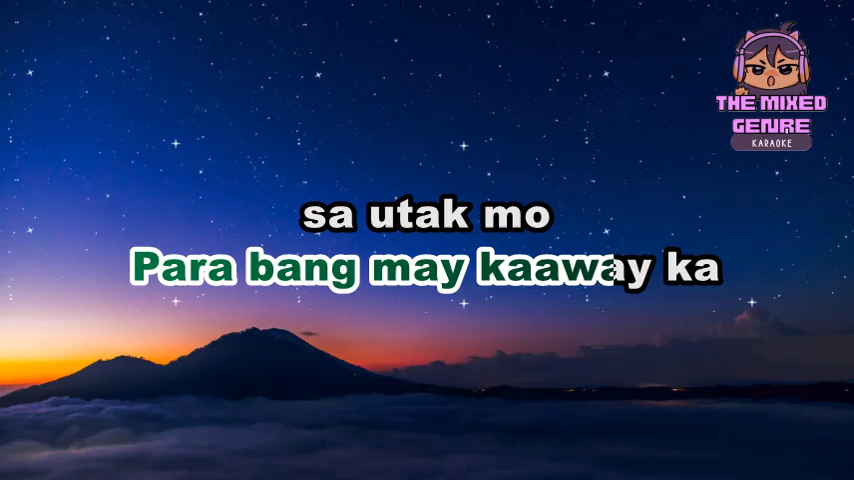 THE MIXED
GENRE
KARAOKE
sa utak mo
Para bang may kaaway ka